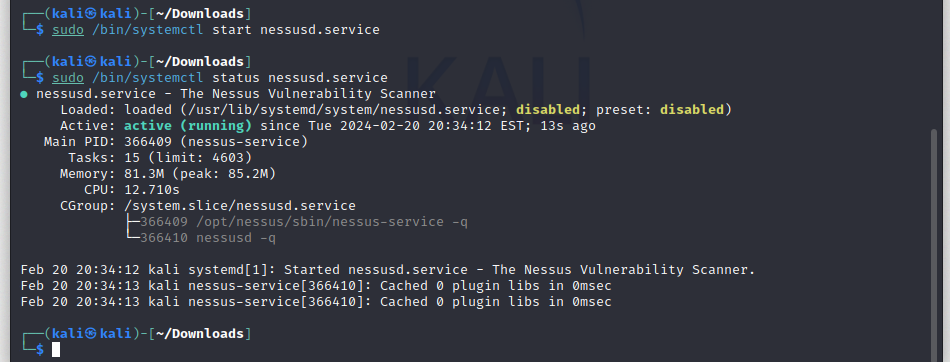 ┌──(kali㉿kali)-[~/Downloads]
└─$ sudo /bin/systemctl start nessusd.service
┌──(kali㉿kali)-[~/Downloads]
└─$ sudo /bin/systemctl status nessusd.service
● nessusd.service - The Nessus Vulnerability Scanner
Loaded: loaded (/usr/lib/systemd/system/nessusd.service; disabled; preset: disabled)
Active: active (running) since Tue 2024-02-20 20:34:12 EST; 13s ago
Main PID: 366409 (nessus-service)
Tasks: 15 (limit: 4603)
Memory: 81.3M (peak: 85.2M)
CPU: 12.710s
CGroup: /system.slice/nessusd.service
├─366409 /opt/nessus/sbin/nessus-service -q
└─366410 nessusd -q
Feb 20 20:34:12 kali systemd[1]: Started nessusd.service - The Nessus Vulnerability Scanner.
Feb 20 20:34:13 kali nessus-service[366410]: Cached 0 plugin libs in 0msec
Feb 20 20:34:13 kali nessus-service[366410]: Cached 0 plugin libs in 0msec
┌──(kali㉿kali)-[~/Downloads]
└─$
KALI